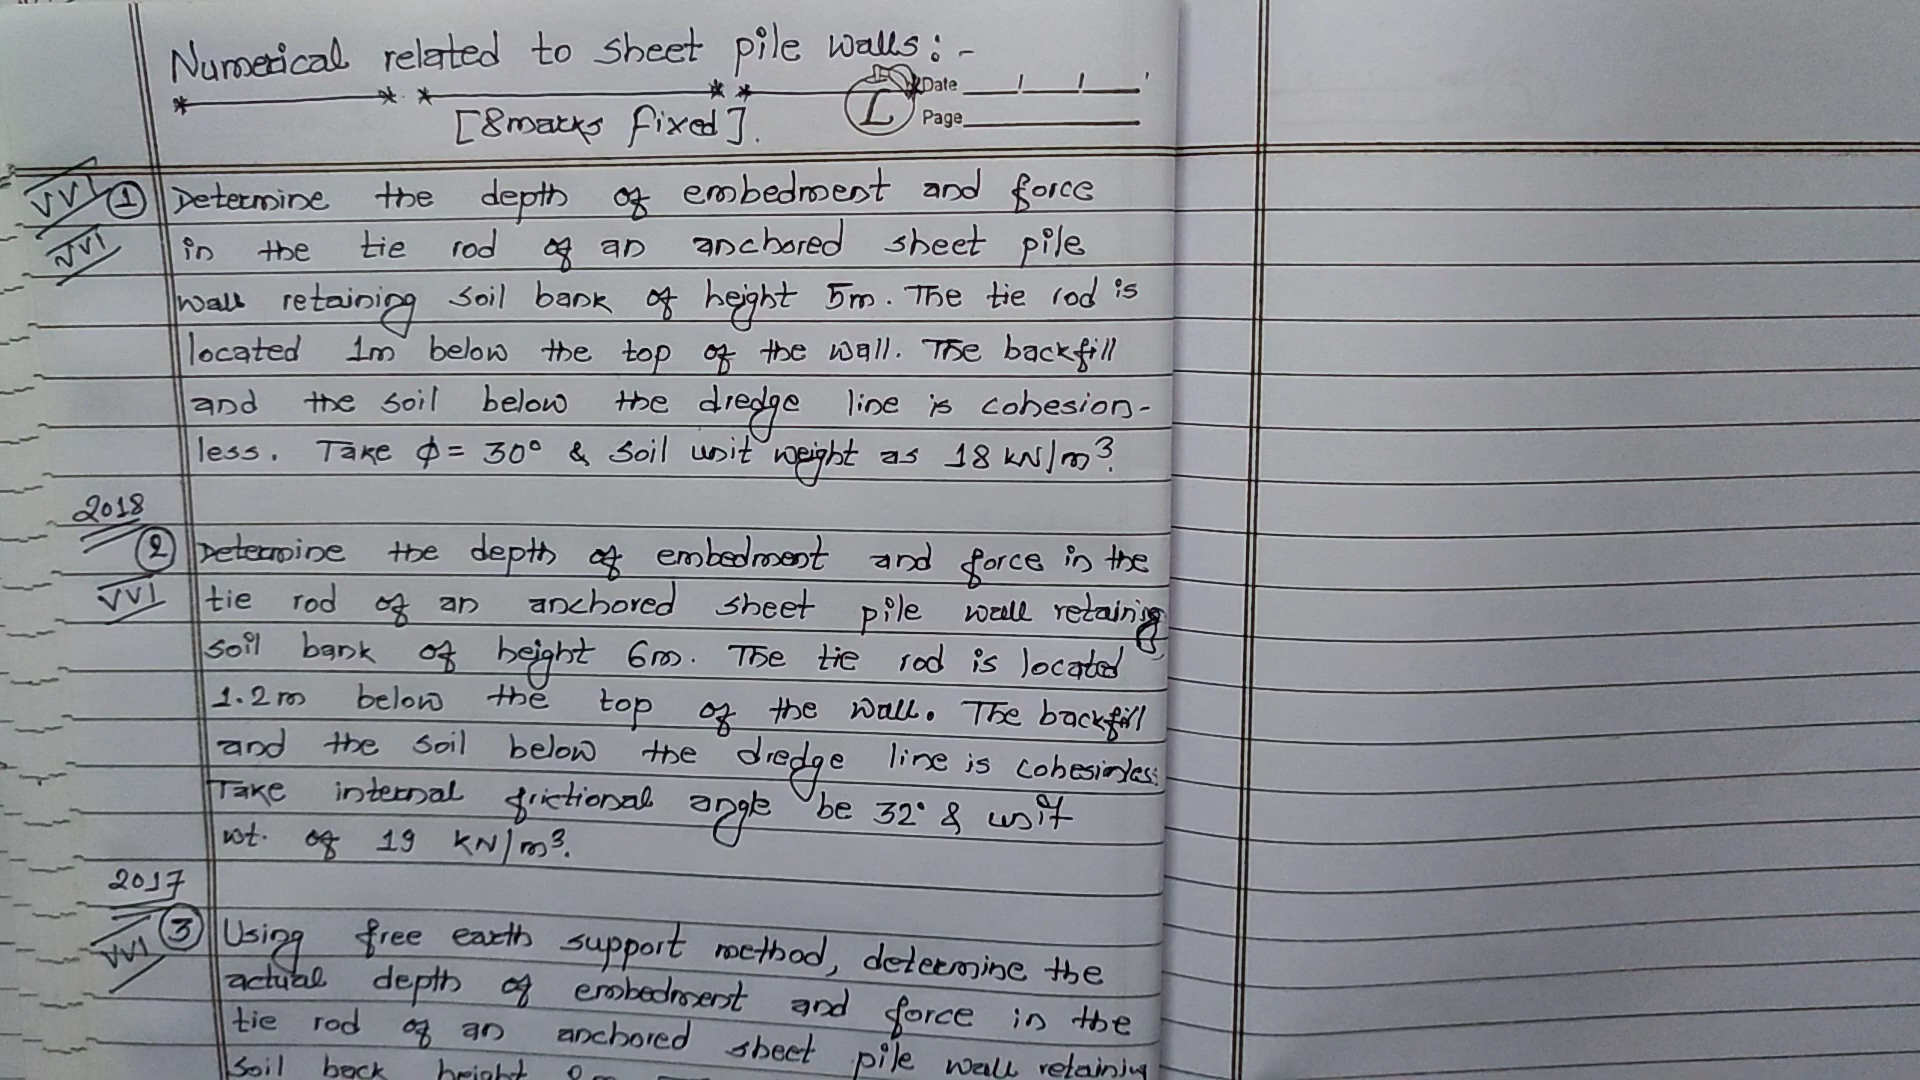 Numerical related to sheet pile walls:-
[8marks fixed].
L
Date
Page
VVI
VVI
① Determine the depth of embedment and force
in the tie rod of an anchored sheet pile
wall retaining soil bank of height 5m. The tie rod is
located 1m below the top of the wall. The backfill
and the soil below the dredge line is cohesion-
less. Take φ = 30° & soil unit weight as 18 kN/m³.
2018
② Determine the depth of embedment and force in the
VVI
tie rod of an anchored sheet pile wall retaining
soil bank of height 6m. The tie rod is located
1.2m below the top of the wall. The backfill
and the soil below the dredge line is cohesionless.
Take internal frictional angle be 32° & unit
wt. of 19 kN/m³.
2017
VVI
③ Using free earth support method, determine the
actual depth of embedment and force in the
tie rod of an anchored sheet pile wall retaining
soil back height